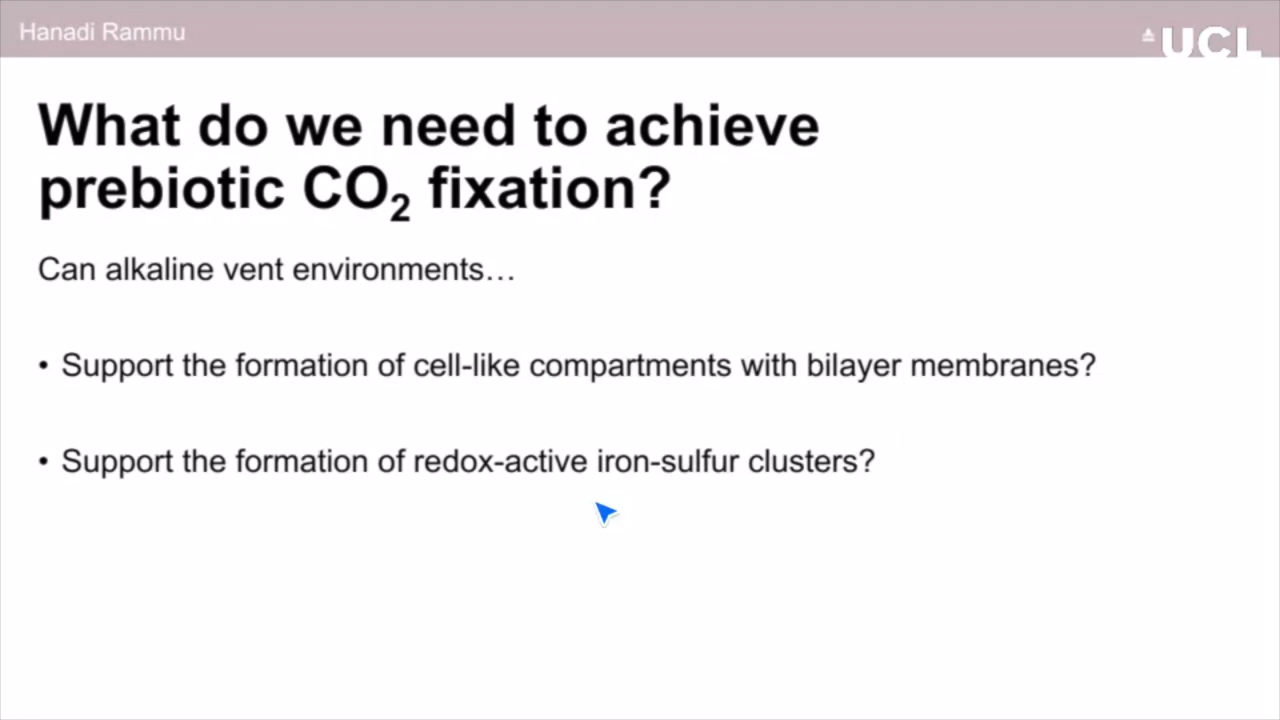 Hanadi Rammu
UCL
What do we need to achieve
prebiotic CO₂ fixation?
Can alkaline vent environments…
• Support the formation of cell-like compartments with bilayer membranes?
• Support the formation of redox-active iron-sulfur clusters?